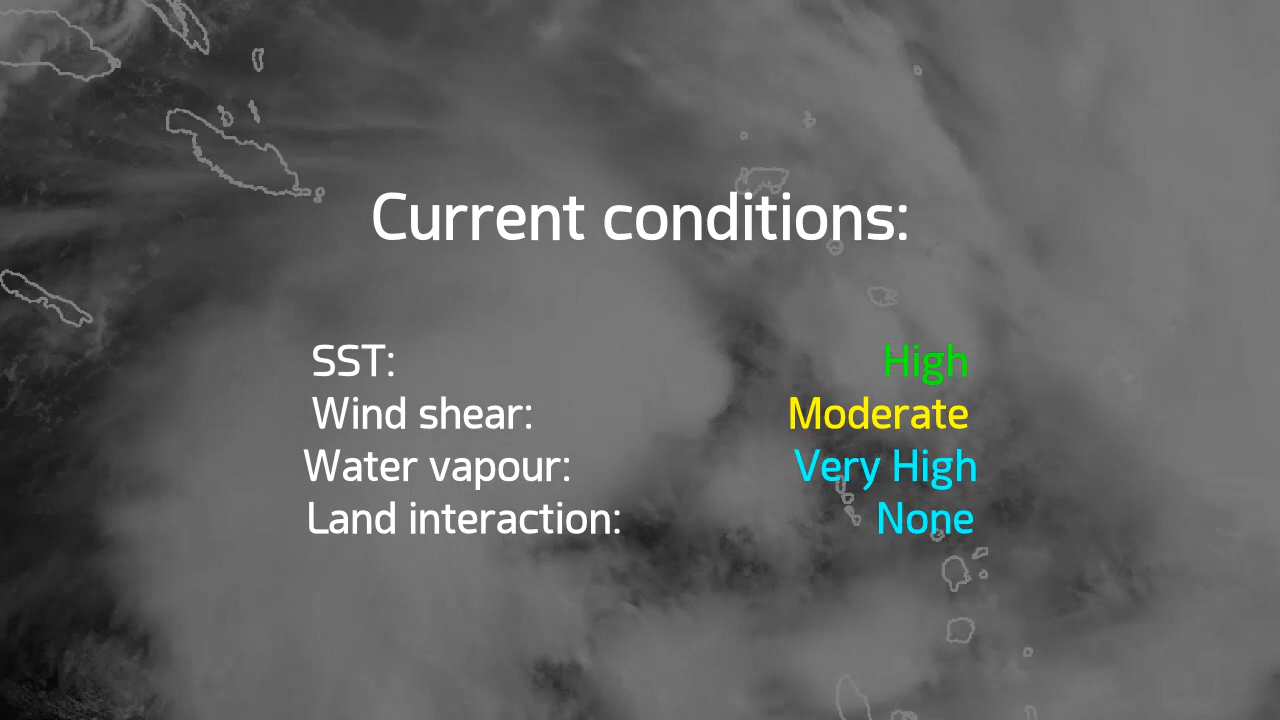 Current conditions:
SST: High
Wind shear: Moderate
Water vapour: Very High
Land interaction: None